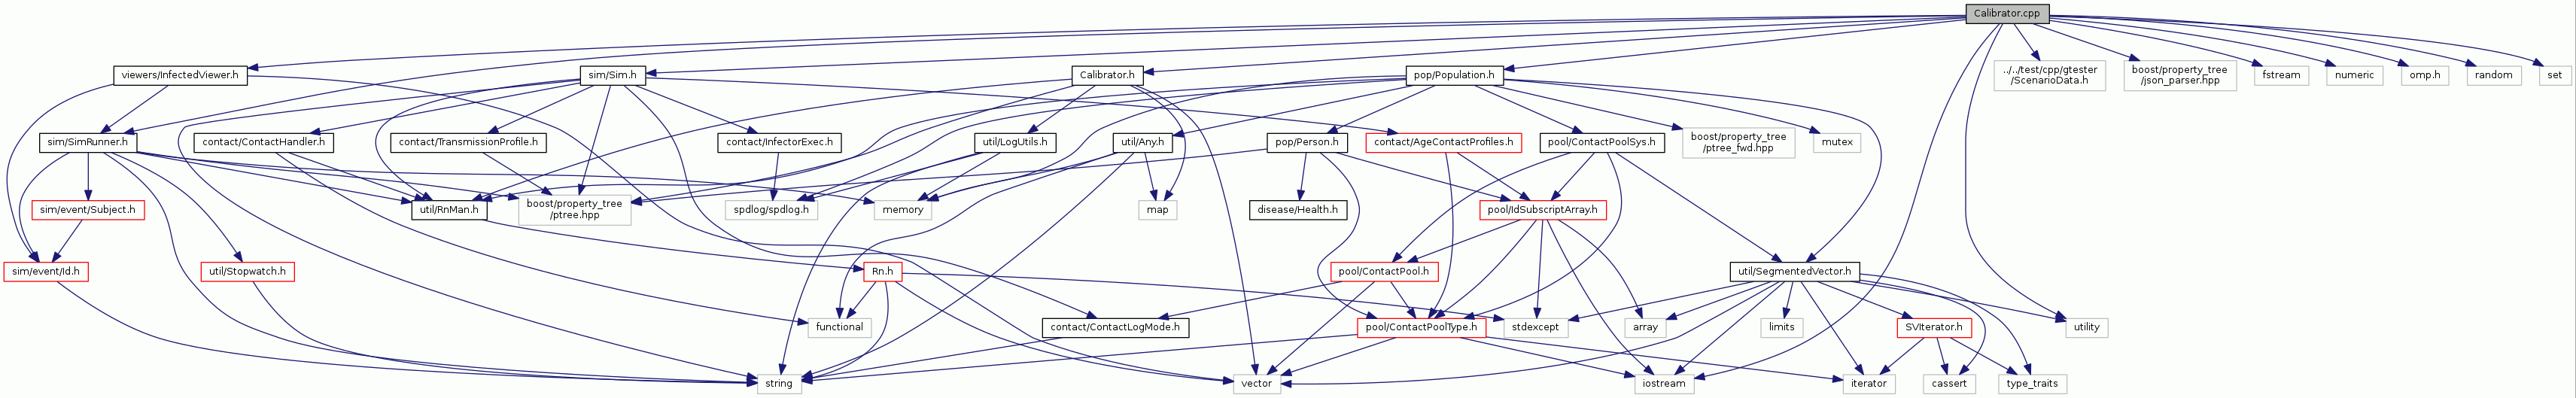 Calibrator.cpp
viewers/InfectedViewer.h
sim/Sim.h
Calibrator.h
pop/Population.h
../../test/cpp/gtester
/ScenarioData.h
boost/property_tree
/json_parser.hpp
fstream
numeric
omp.h
random
set
sim/SimRunner.h
contact/ContactHandler.h
contact/TransmissionProfile.h
contact/InfectorExec.h
util/LogUtils.h
util/Any.h
pop/Person.h
contact/AgeContactProfiles.h
pool/ContactPoolSys.h
boost/property_tree
/ptree_fwd.hpp
mutex
sim/event/Subject.h
util/RnMan.h
boost/property_tree
/ptree.hpp
spdlog/spdlog.h
memory
map
disease/Health.h
pool/IdSubscriptArray.h
sim/event/Id.h
util/Stopwatch.h
Rn.h
pool/ContactPool.h
util/SegmentedVector.h
functional
contact/ContactLogMode.h
pool/ContactPoolType.h
stdexcept
array
limits
SVIterator.h
utility
string
vector
iostream
iterator
cassert
type_traits